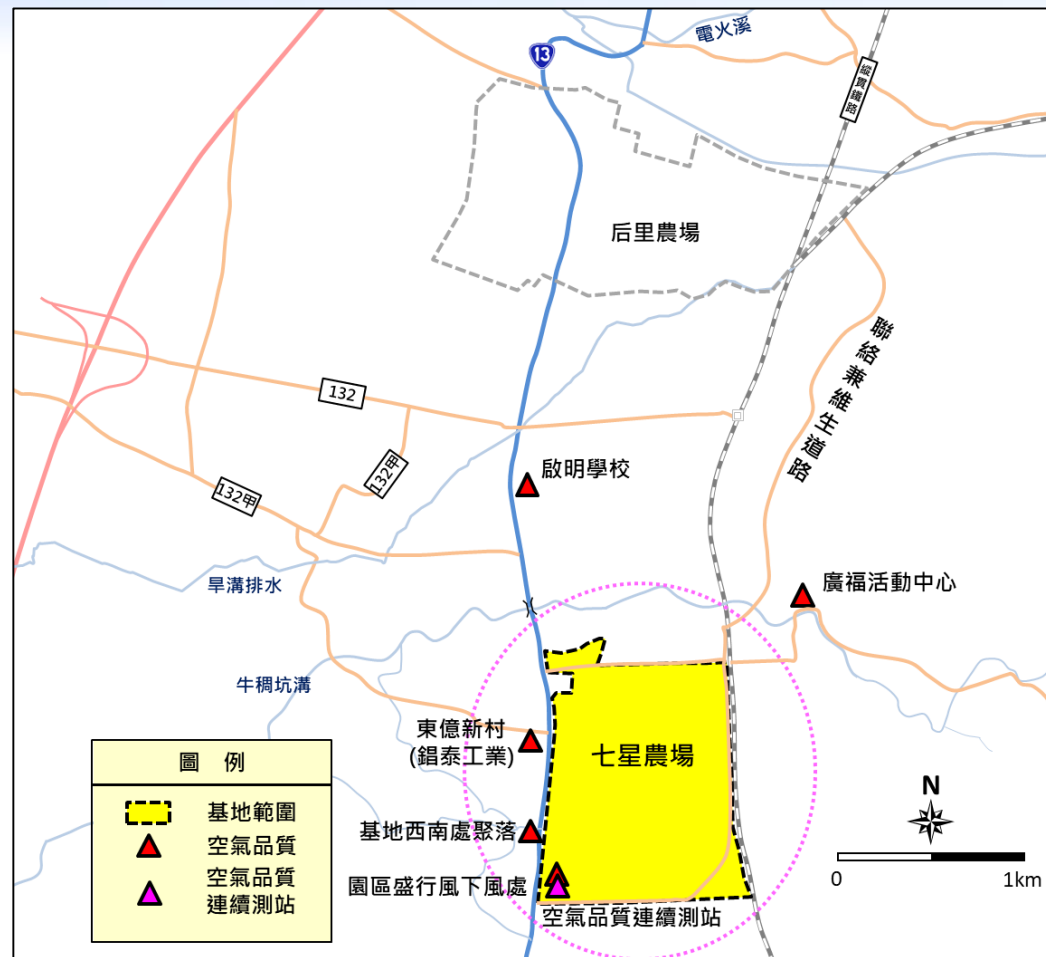 電火溪
13
縱貫鐵路
后里農場
聯絡兼維生道路
132
132甲
132甲
啟明學校
旱溝排水
廣福活動中心
牛稠坑溝
東億新村
(錩泰工業)
七星農場
圖 例
基地範圍
空氣品質
空氣品質
連續測站
基地西南處聚落
園區盛行風下風處
空氣品質連續測站
N
0
1km